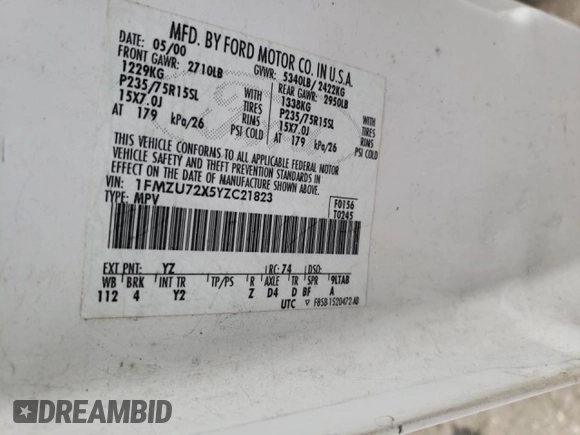 MFD. BY FORD MOTOR CO. IN U.S.A.
DATE: 05/00 GVWR: 5340LB/2422KG
FRONT GAWR: 2710LB REAR GAWR: 2950LB
1229KG 1338KG
P235/75R15SL WITH TIRES P235/75R15SL WITH TIRES
15X7.0J RIMS 15X7.0J RIMS
AT 179 kPa/26 PSI COLD AT 179 kPa/26 PSI COLD
THIS VEHICLE CONFORMS TO ALL APPLICABLE FEDERAL MOTOR
VEHICLE SAFETY AND THEFT PREVENTION STANDARDS IN
EFFECT ON THE DATE OF MANUFACTURE SHOWN ABOVE
VIN: 1FMZU72X5YZC21823 F0156
TYPE: MPV T0245
EXT PNT: YZ RC: 74 DSO:
WB BRK INT TR TP/PS R AXLE TR SPR 9LTAB
112 4 Y2 Z D4 D BF A
UTC ▽ F85B-1520472-AB
DREAMBID